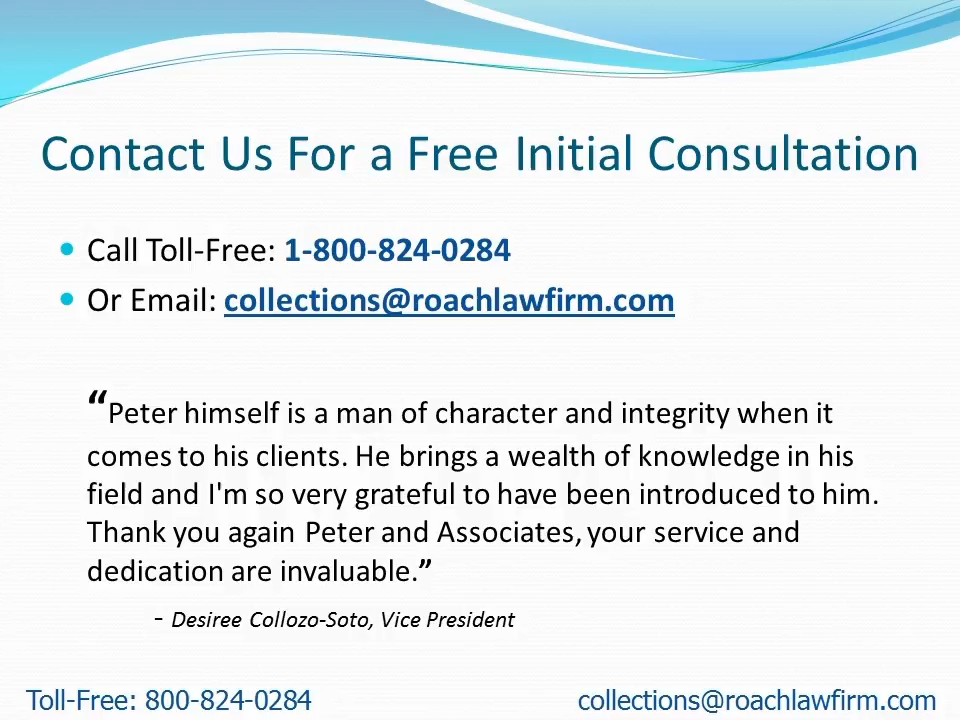 Contact Us For a Free Initial Consultation
• Call Toll-Free: 1-800-824-0284
• Or Email: collections@roachlawfirm.com
“Peter himself is a man of character and integrity when it
comes to his clients. He brings a wealth of knowledge in his
field and I'm so very grateful to have been introduced to him.
Thank you again Peter and Associates, your service and
dedication are invaluable.”
- Desiree Collozo-Soto, Vice President
Toll-Free: 800-824-0284 collections@roachlawfirm.com